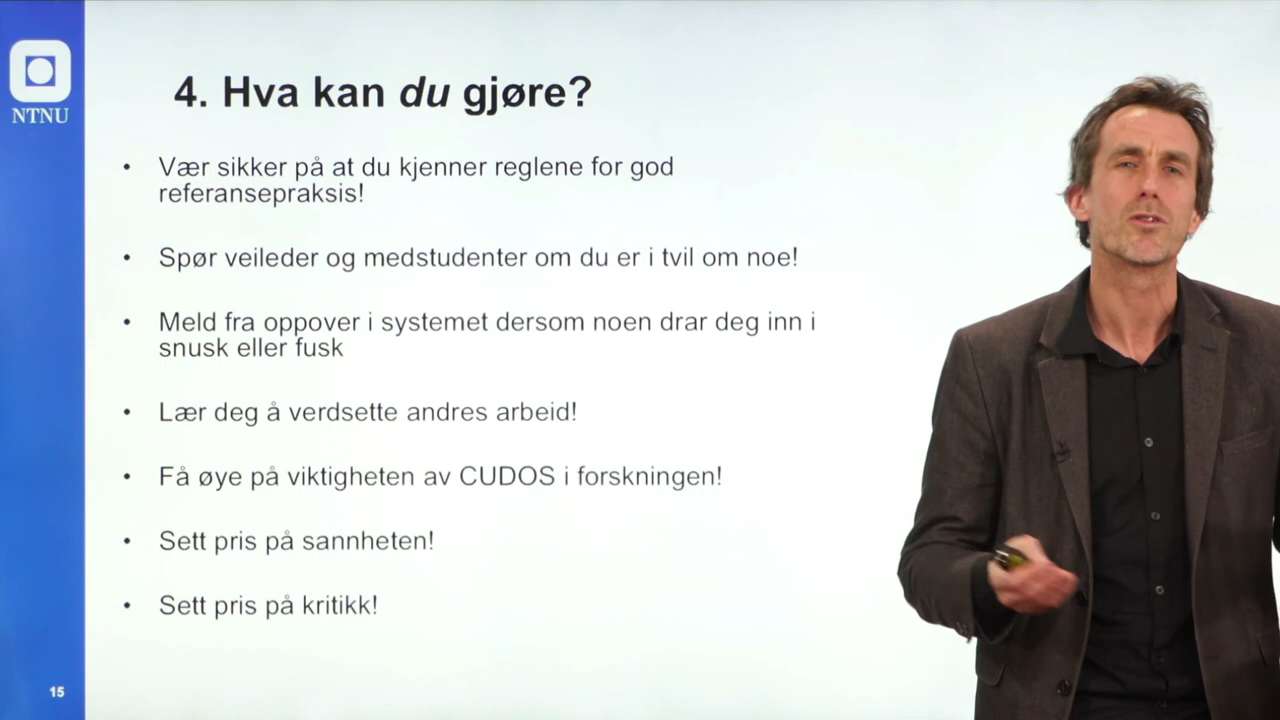 NTNU
4. Hva kan du gjøre?
• Vær sikker på at du kjenner reglene for god
referansepraksis!
• Spør veileder og medstudenter om du er i tvil om noe!
• Meld fra oppover i systemet dersom noen drar deg inn i
snusk eller fusk
• Lær deg å verdsette andres arbeid!
• Få øye på viktigheten av CUDOS i forskningen!
• Sett pris på sannheten!
• Sett pris på kritikk!
15